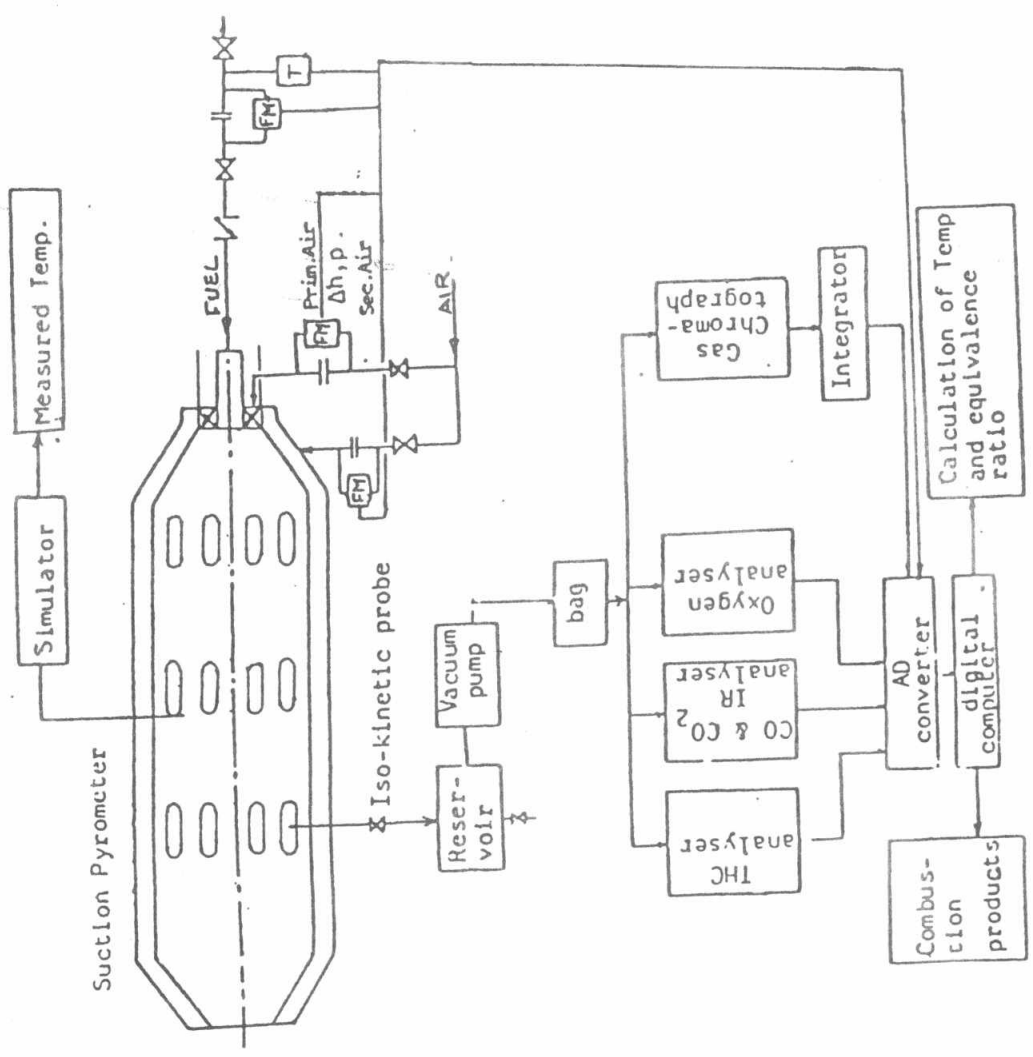 Suction Pyrometer
Simulator
Measured Temp.
FUEL
FM
T
Prim.Air
Δh,p.
Sec.Air
FM
FM
AIR
Iso-kinetic probe
Reser-
voir
Vacuum
pump
bag
THC
analyser
CO & CO₂
IR
analyser
Oxygen
analyser
Gas
Chroma-
tograph
Integrator
AD
converter
digital
computer
Combus-
tion
products
Calculation of Temp
and equivalence
ratio